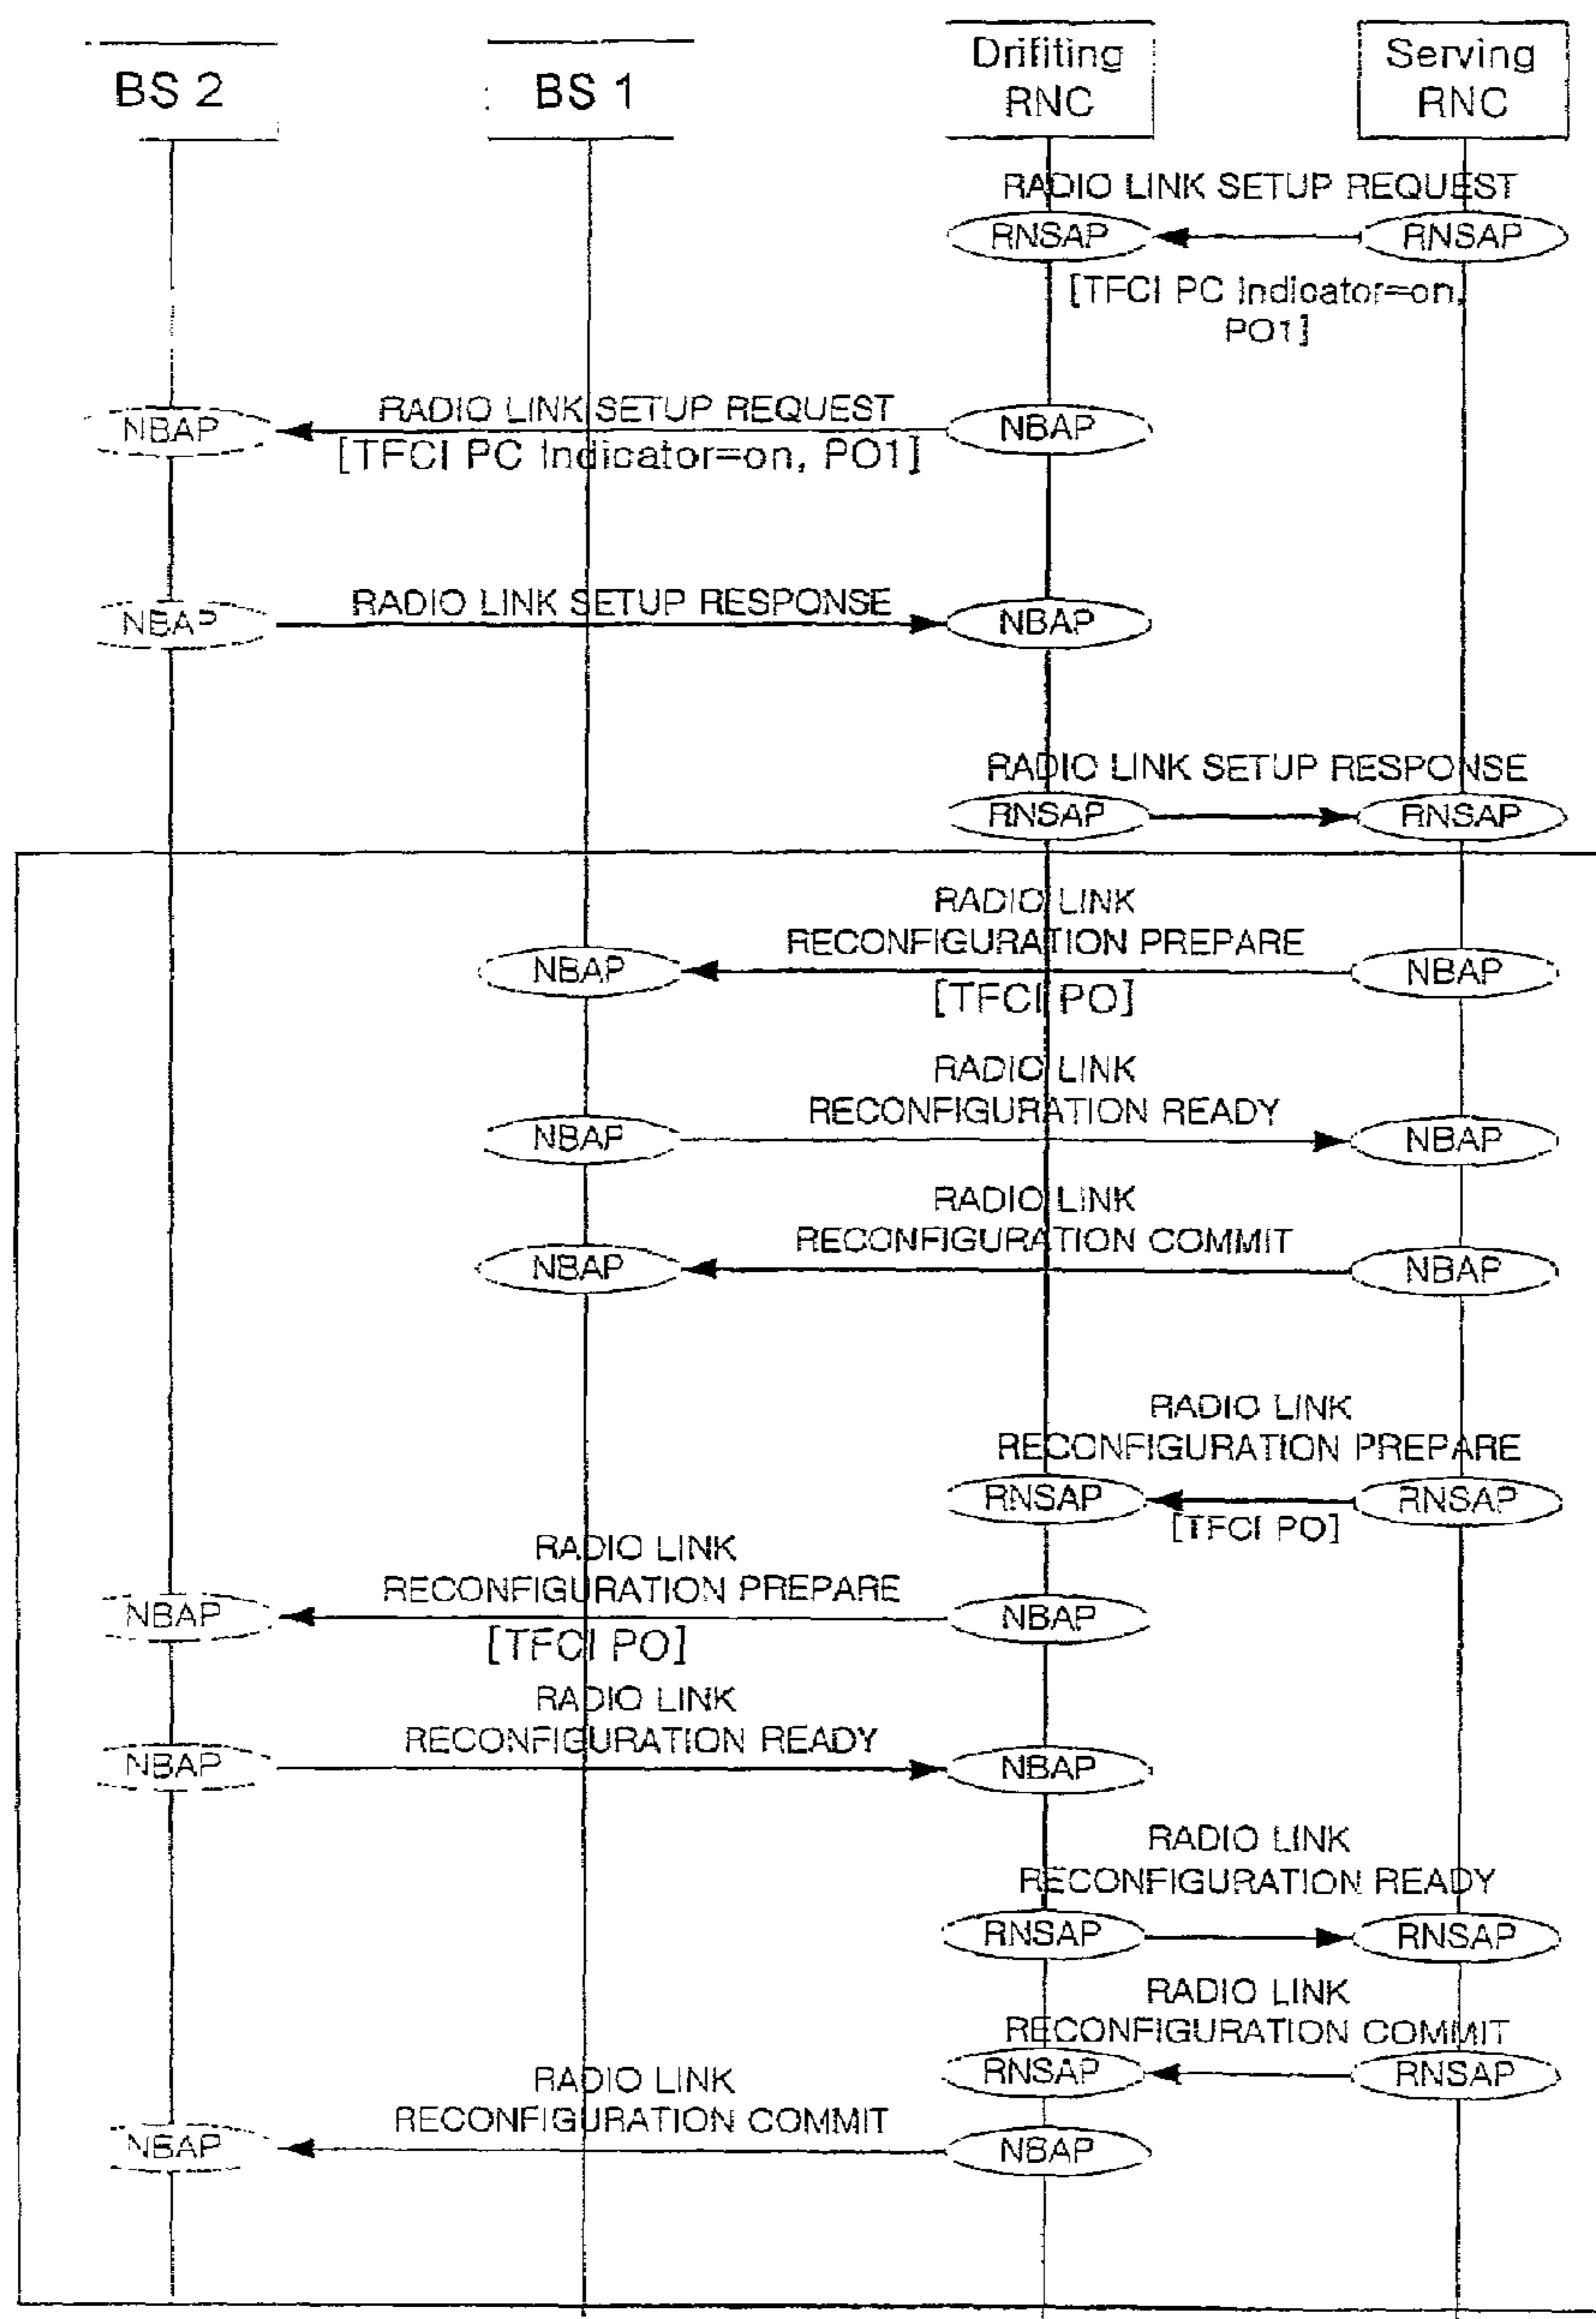 BS 2
BS 1
Drifiting
RNC
Serving
RNC
RADIO LINK SETUP REQUEST
RNSAP
RNSAP
[TFCI PC Indicator=on,
PO1]
RADIO LINK SETUP REQUEST
NBAP
NBAP
[TFCI PC Indicator=on, PO1]
RADIO LINK SETUP RESPONSE
NBAP
NBAP
RADIO LINK SETUP RESPONSE
RNSAP
RNSAP
RADIO LINK
RECONFIGURATION PREPARE
NBAP
NBAP
[TFCI PO]
RADIO LINK
RECONFIGURATION READY
NBAP
NBAP
RADIO LINK
RECONFIGURATION COMMIT
NBAP
NBAP
RADIO LINK
RECONFIGURATION PREPARE
RNSAP
RNSAP
[TFCI PO]
RADIO LINK
RECONFIGURATION PREPARE
NBAP
NBAP
[TFCI PO]
RADIO LINK
RECONFIGURATION READY
NBAP
NBAP
RADIO LINK
RECONFIGURATION READY
RNSAP
RNSAP
RADIO LINK
RECONFIGURATION COMMIT
RNSAP
RNSAP
RADIO LINK
RECONFIGURATION COMMIT
NBAP
NBAP